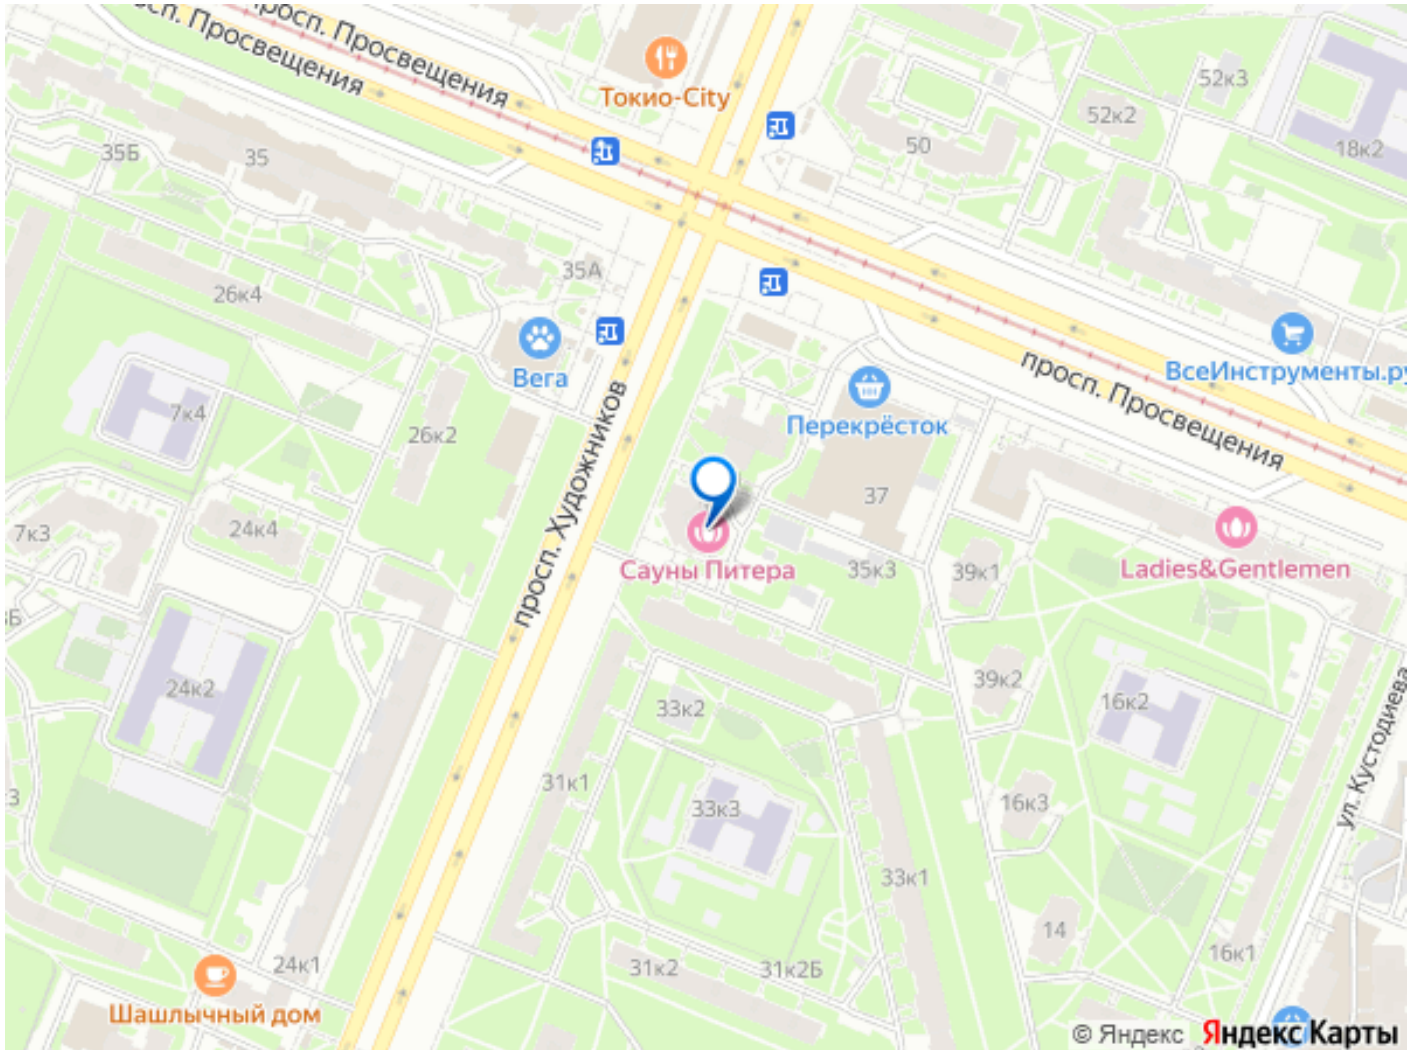 просп. Просвещения
просп. Просвещения
Токио-City
52к3
52к2
50
18к2
35Б
35
35А
26к4
Вега
ВсеИнструменты.ру
просп. Просвещения
Перекрёсток
7к4
26к2
просп. Художников
37
7к3
24к4
Сауны Питера
35к3
39к1
Ladies&Gentlemen
24к2
33к2
39к2
16к2
ул. Кустодиева
31к1
33к3
16к3
33к1
14
24к1
31к2
31к2Б
16к1
Шашлычный дом
© Яндекс Яндекс Карты